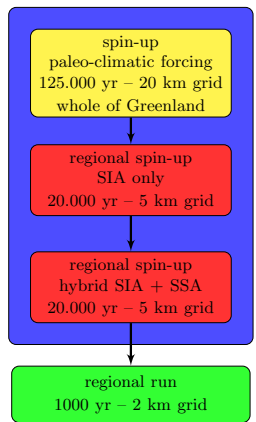 spin-up
paleo-climatic forcing
125.000 yr – 20 km grid
whole of Greenland
regional spin-up
SIA only
20.000 yr – 5 km grid
regional spin-up
hybrid SIA + SSA
20.000 yr – 5 km grid
regional run
1000 yr – 2 km grid